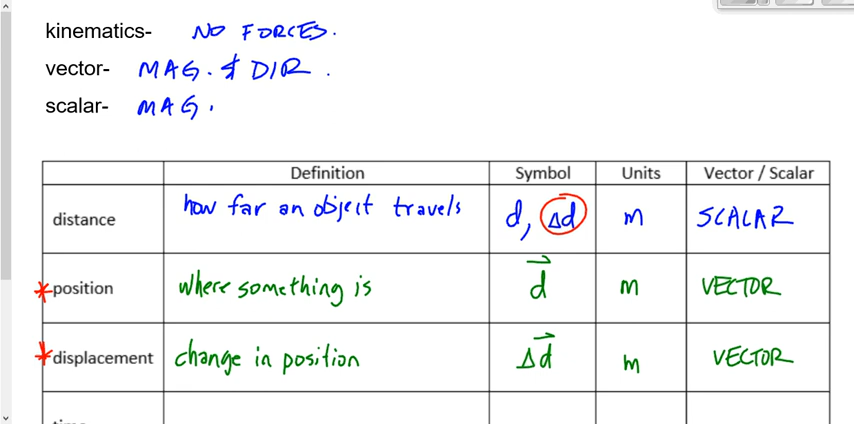 kinematics- NO FORCES.
vector- MAG. & DIR.
scalar- MAG.
Definition Symbol Units Vector / Scalar
distance how far an object travels d, Δd m SCALAR
*position where something is d⃗ m VECTOR
*displacement change in position Δd⃗ m VECTOR